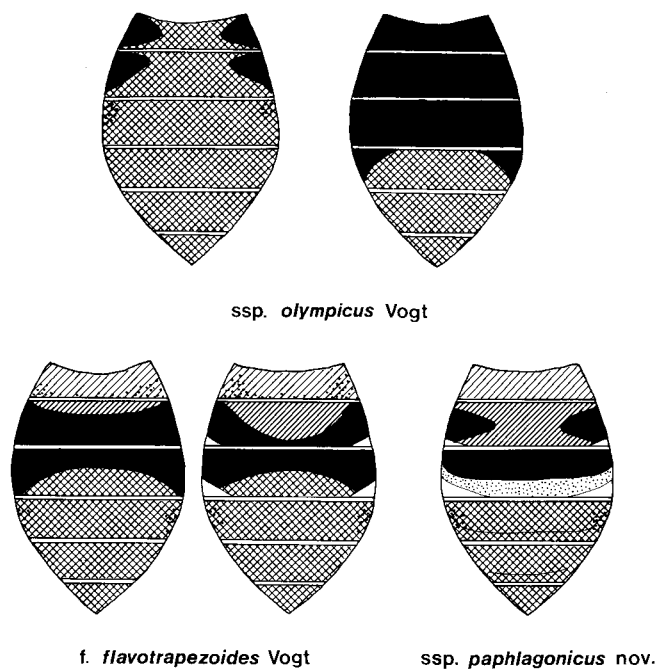 ssp. olympicus Vogt
f. flavotrapezoides Vogt
ssp. paphlagonicus nov.